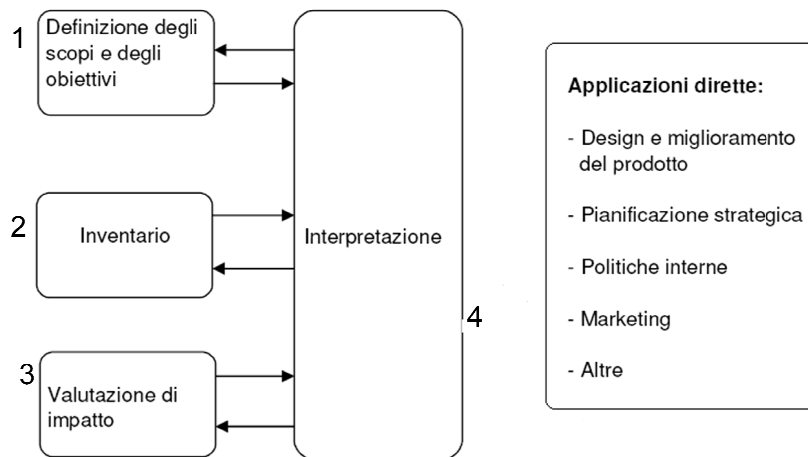 1
Definizione degli
scopi e degli
obiettivi
2
Inventario
3
Valutazione di
impatto
Interpretazione
4
Applicazioni dirette:
- Design e miglioramento
del prodotto
- Pianificazione strategica
- Politiche interne
- Marketing
- Altre